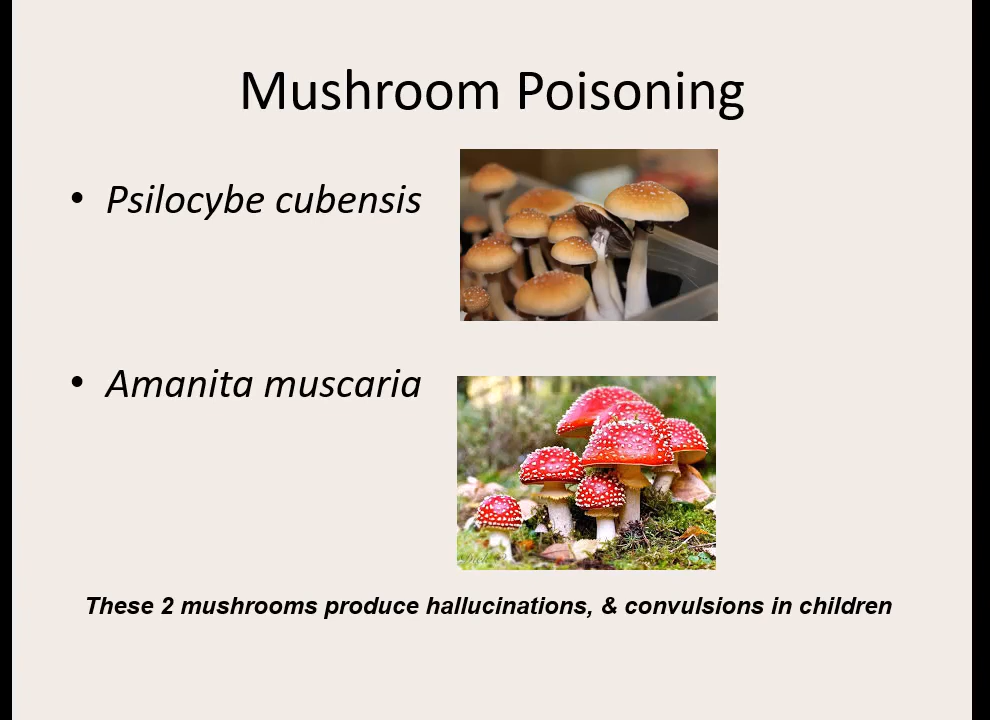 Mushroom Poisoning
• Psilocybe cubensis
• Amanita muscaria
These 2 mushrooms produce hallucinations, & convulsions in children